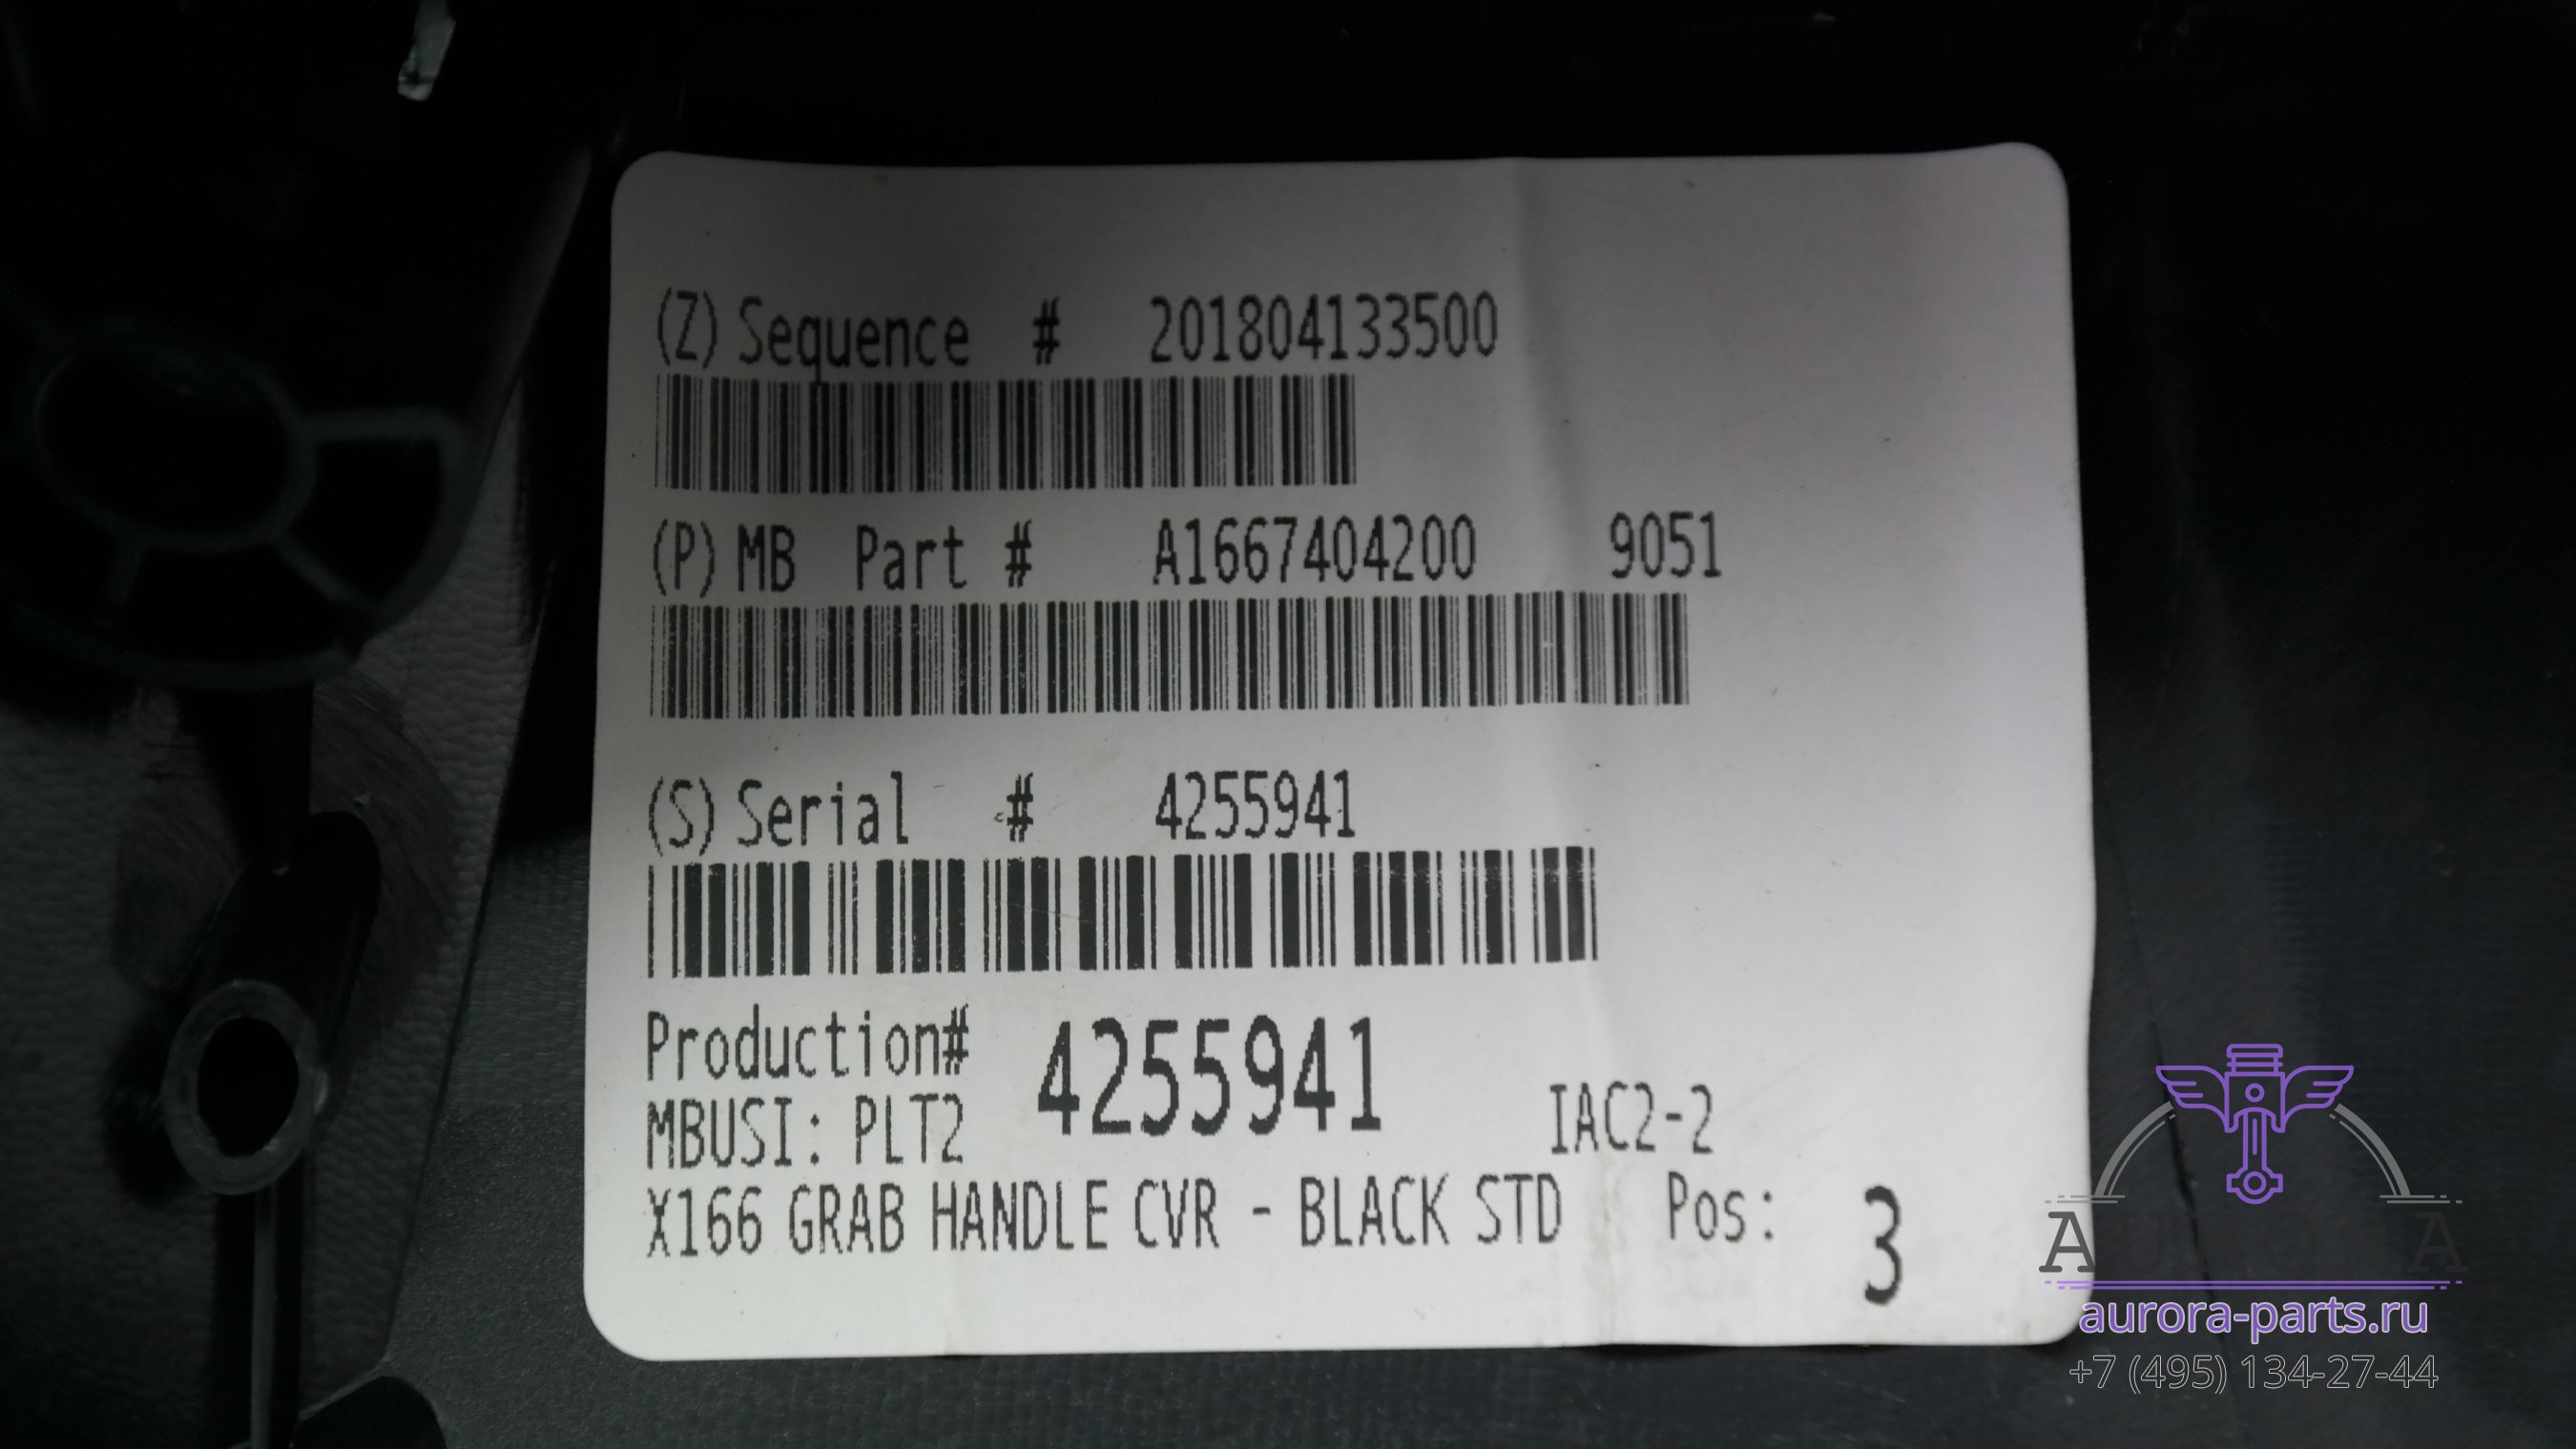 (Z) Sequence # 201804133500
(P) MB Part # A1667404200 9051
(S) Serial # 4255941
Production# 4255941
MBUSI: PLT2 IAC2-2
X166 GRAB HANDLE CVR - BLACK STD Pos: 3
AURORA
aurora-parts.ru
+7 (495) 134-27-44